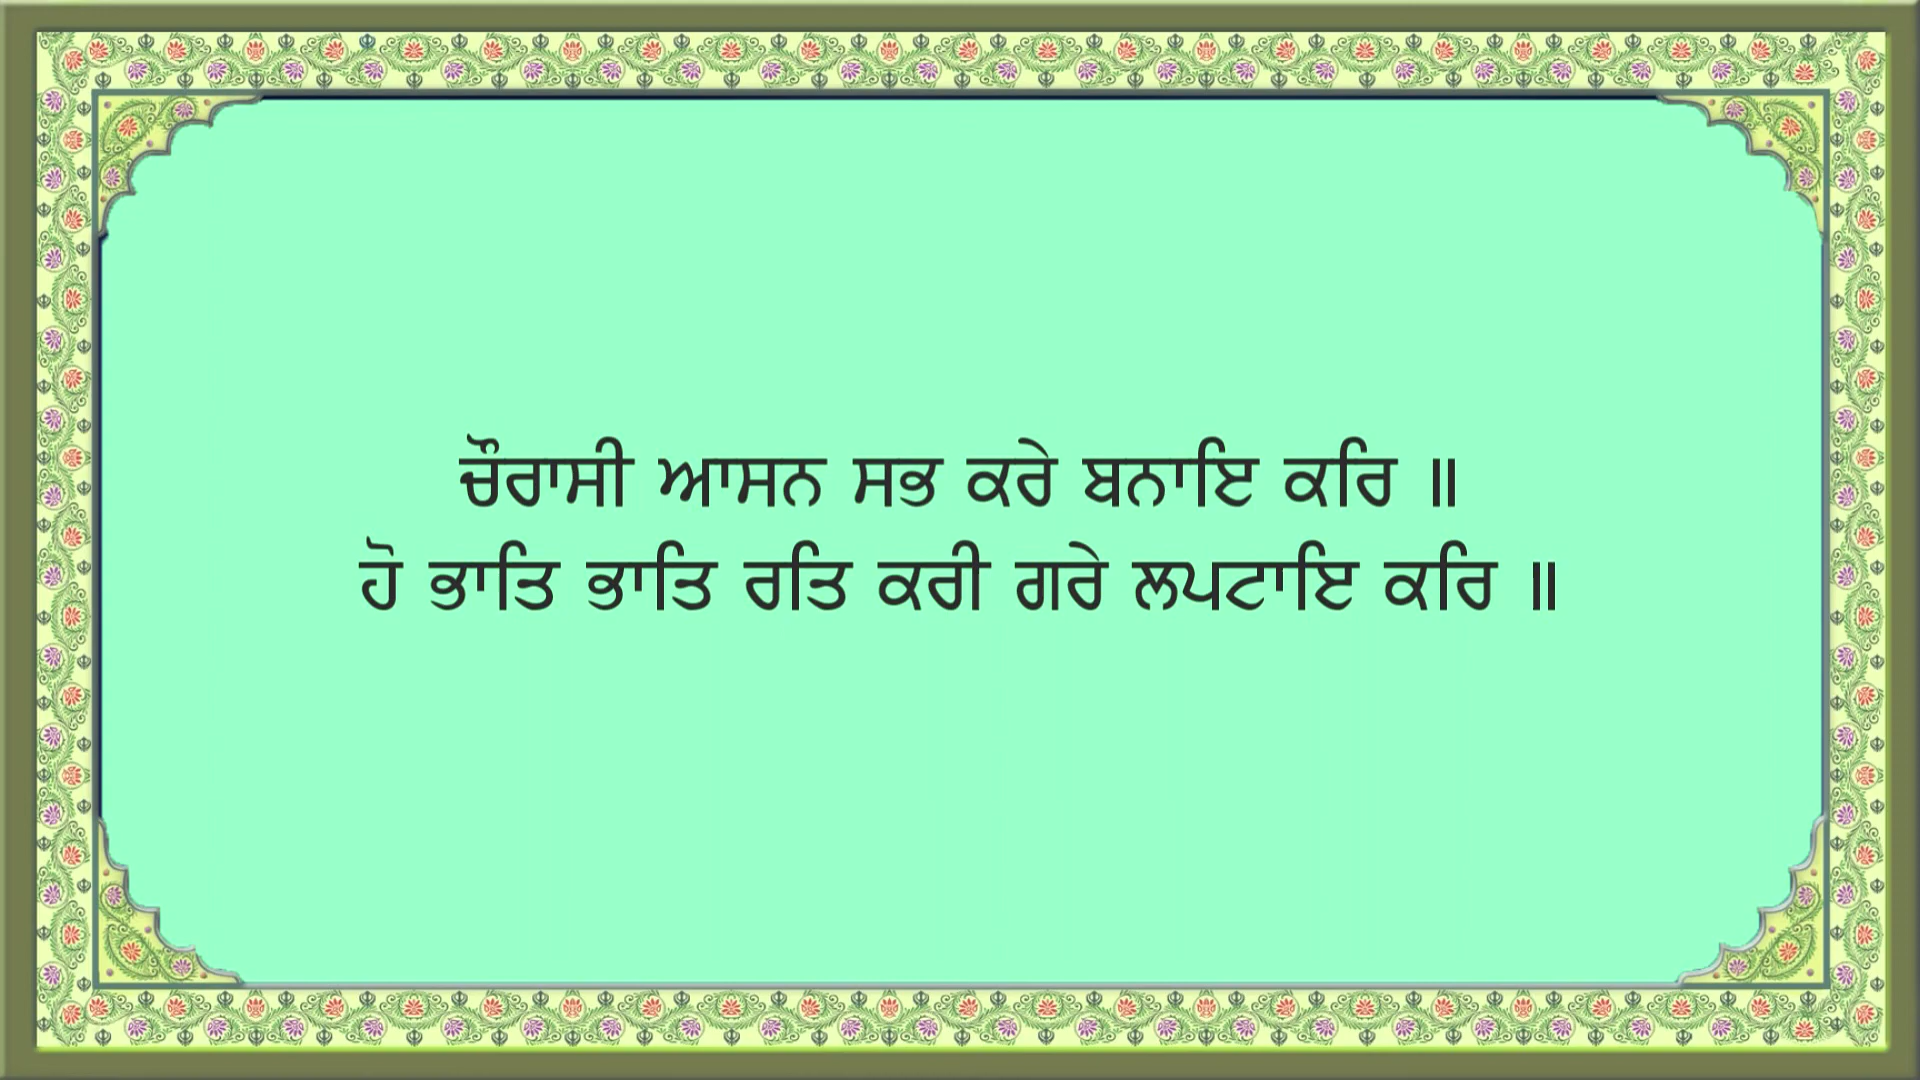 ਚੌਰਾਸੀ ਆਸਨ ਸਭ ਕਰੇ ਬਨਾਇ ਕਰਿ ॥
ਹੋ ਭਾਤਿ ਭਾਤਿ ਰਤਿ ਕਰੀ ਗਰੇ ਲਪਟਾਇ ਕਰਿ ॥